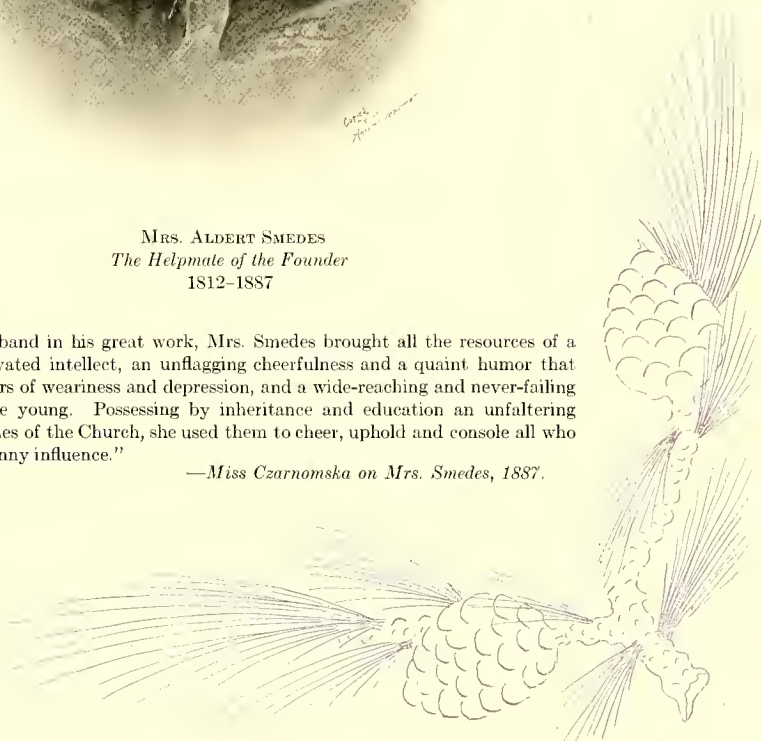 Mrs. Aldert Smedes
The Helpmate of the Founder
1812–1887
band in his great work, Mrs. Smedes brought all the resources of a
vated intellect, an unflagging cheerfulness and a quaint humor that
rs of weariness and depression, and a wide-reaching and never-failing
e young. Possessing by inheritance and education an unfaltering
es of the Church, she used them to cheer, uphold and console all who
nny influence."
—Miss Czarnomska on Mrs. Smedes, 1887.